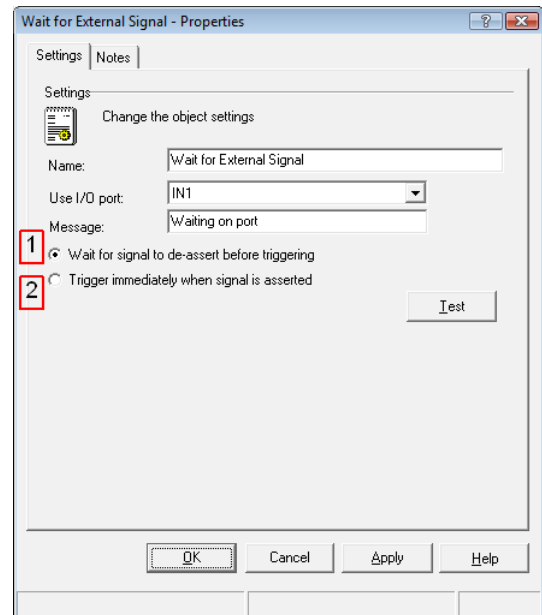 Wait for External Signal - Properties
Settings Notes
Settings
Change the object settings
Name: Wait for External Signal
Use I/O port: IN1
Message: Waiting on port
1 Wait for signal to de-assert before triggering
2 Trigger immediately when signal is asserted
Test
OK Cancel Apply Help